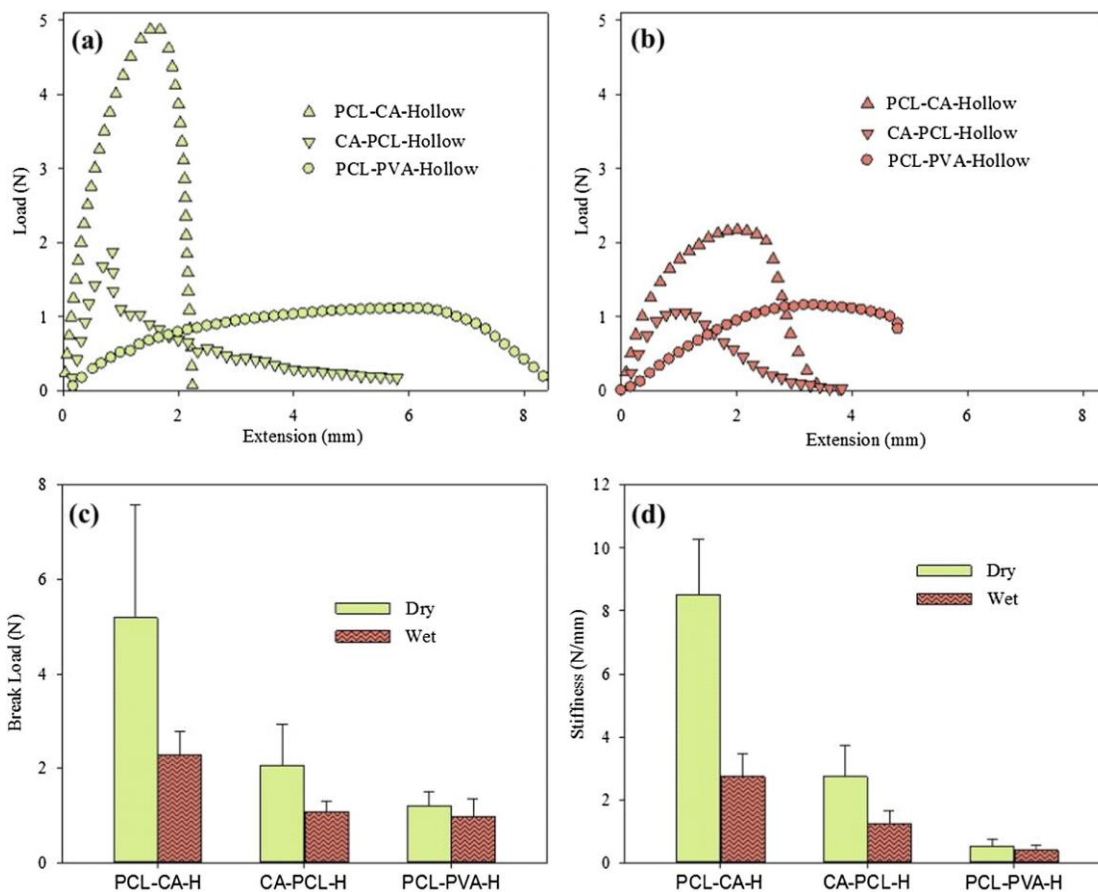 (a)
5
4
3
2
1
0
Load (N)
PCL-CA-Hollow
CA-PCL-Hollow
PCL-PVA-Hollow
0 2 4 6 8
Extension (mm)
(b)
5
4
3
2
1
0
Load (N)
PCL-CA-Hollow
CA-PCL-Hollow
PCL-PVA-Hollow
0 2 4 6 8
Extension (mm)
(c)
8
6
4
2
0
Break Load (N)
Dry
Wet
PCL-CA-H CA-PCL-H PCL-PVA-H
(d)
12
10
8
6
4
2
0
Stiffness (N/mm)
Dry
Wet
PCL-CA-H CA-PCL-H PCL-PVA-H